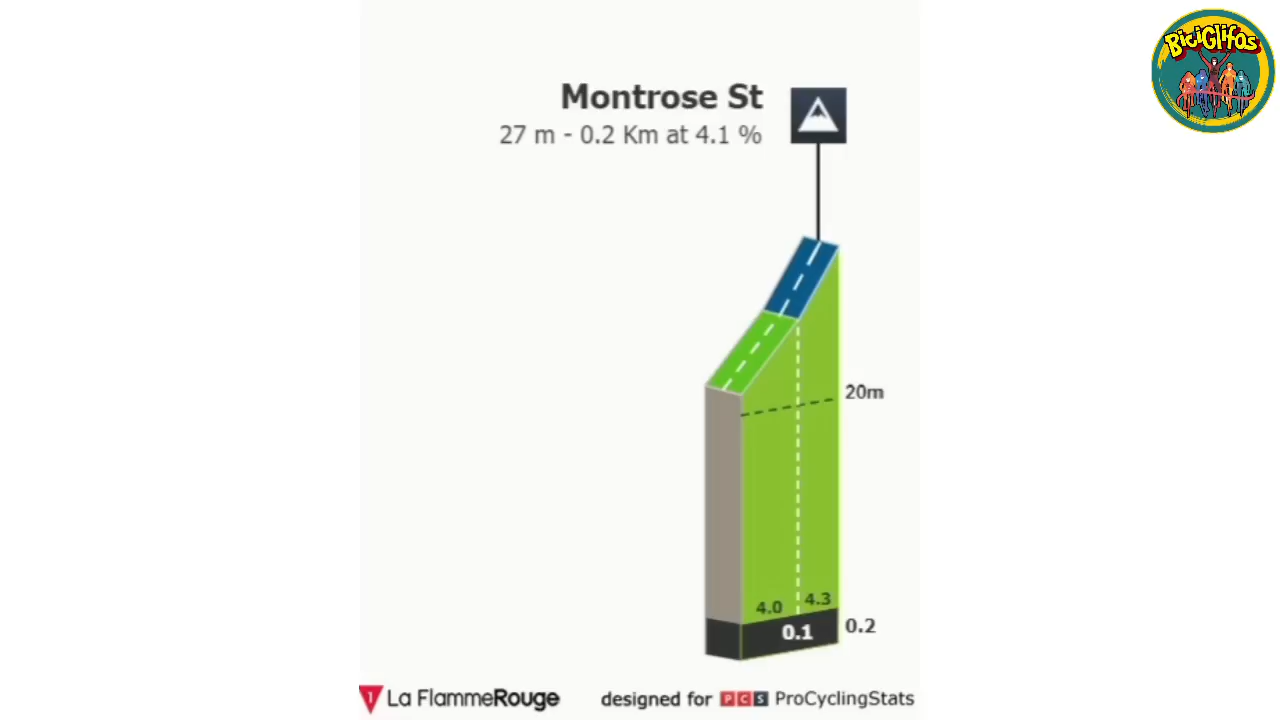 BiciGlifos
Montrose St
27 m - 0.2 Km at 4.1 %
20m
4.0
4.3
0.1
0.2
1 La FlammeRouge
designed for PCS ProCyclingStats